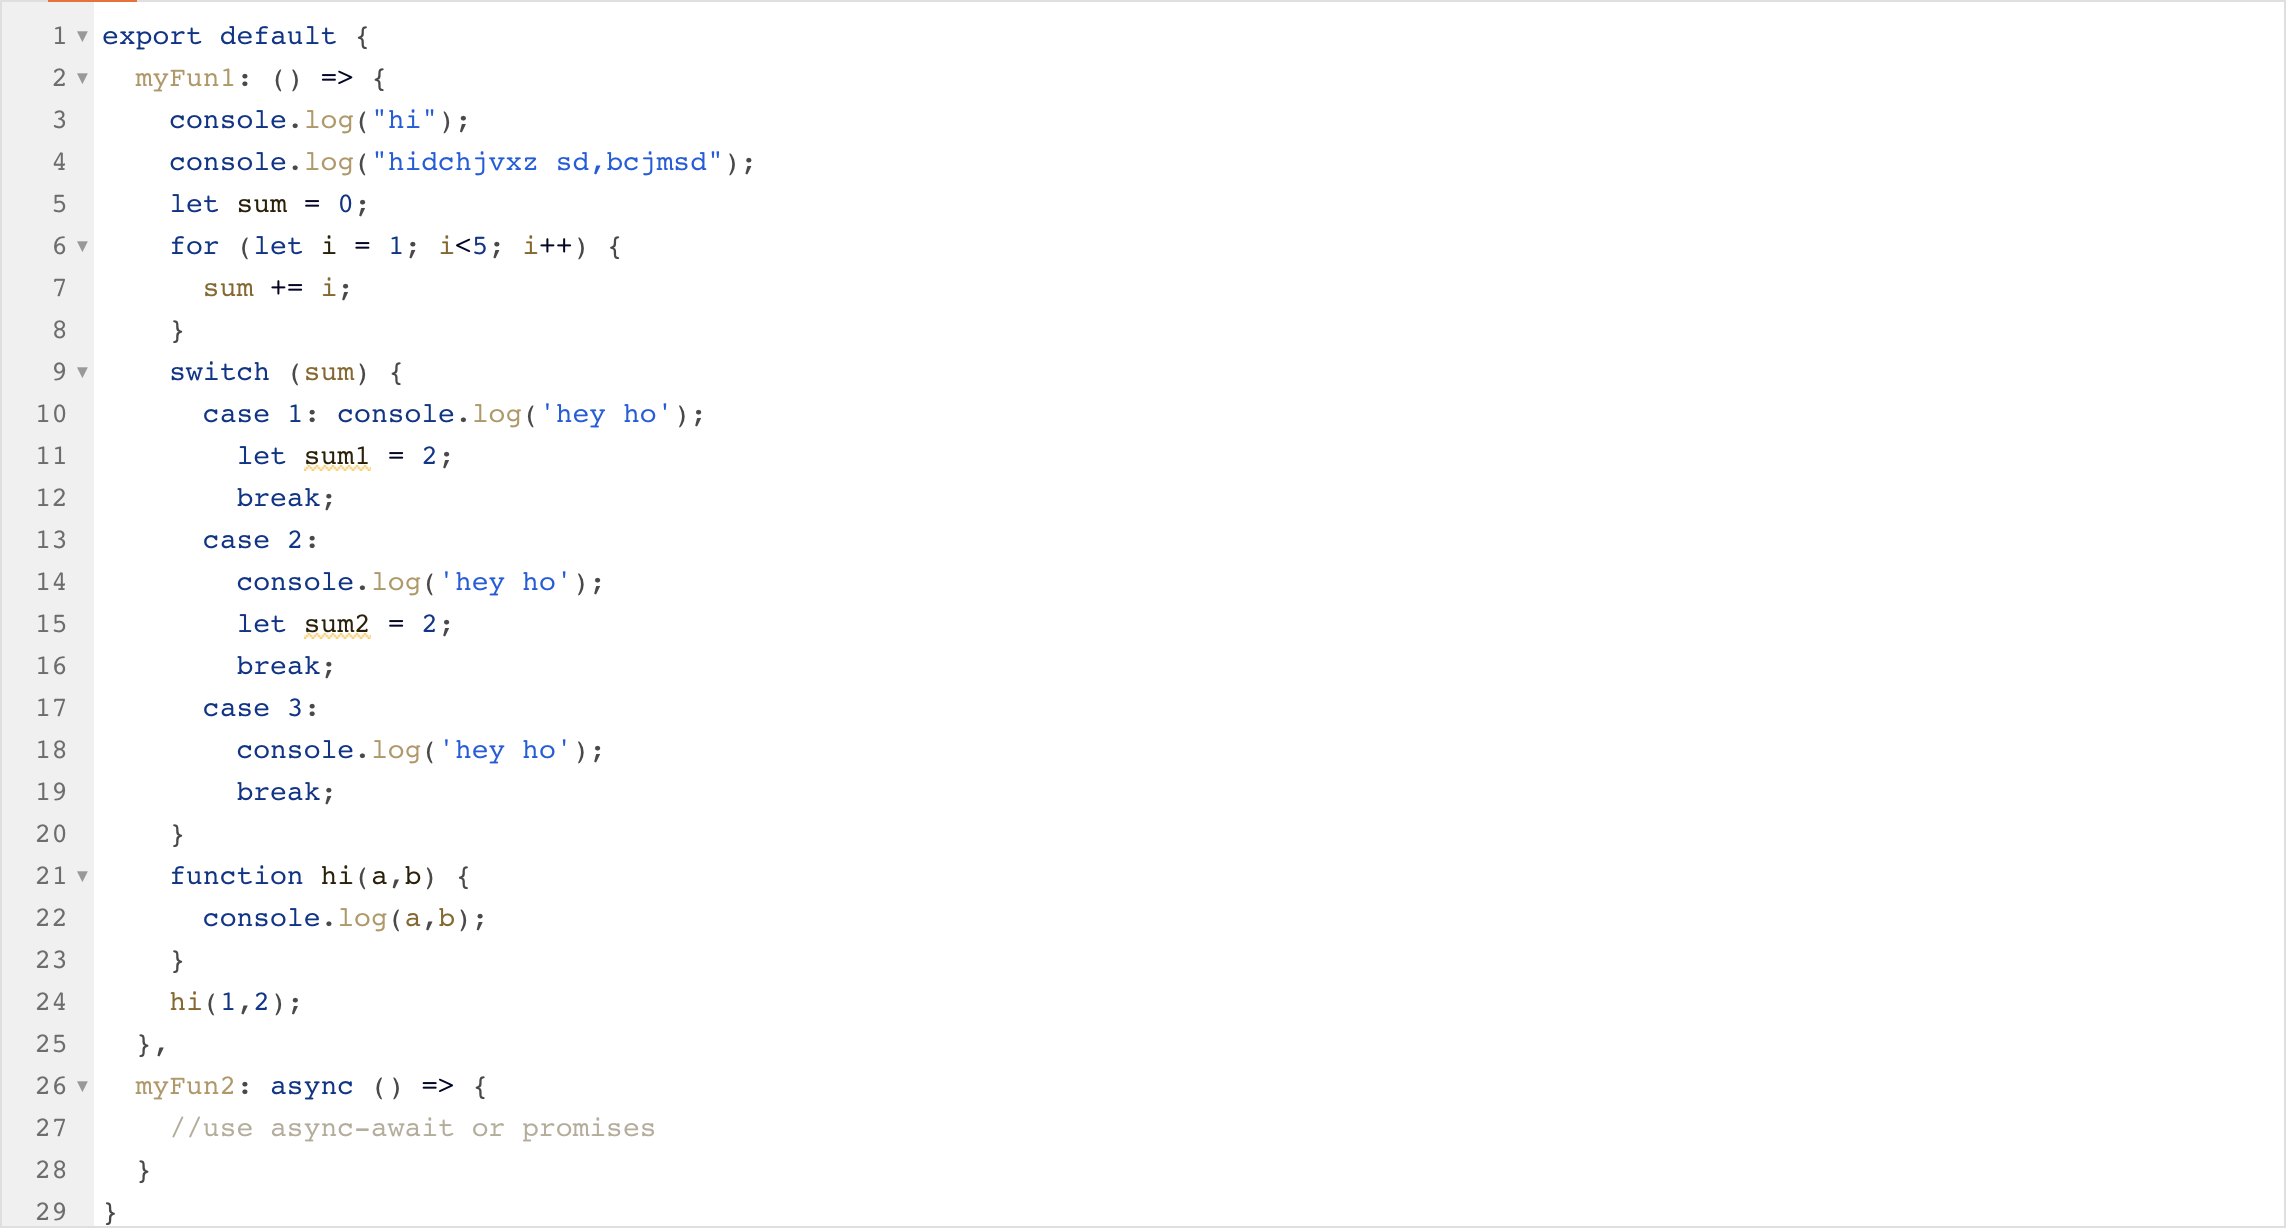 1 export default {
2   myFun1: () => {
3     console.log("hi");
4     console.log("hidchjvxz sd,bcjmsd");
5     let sum = 0;
6     for (let i = 1; i<5; i++) {
7       sum += i;
8     }
9     switch (sum) {
10       case 1: console.log('hey ho');
11         let sum1 = 2;
12         break;
13       case 2:
14         console.log('hey ho');
15         let sum2 = 2;
16         break;
17       case 3:
18         console.log('hey ho');
19         break;
20     }
21     function hi(a,b) {
22       console.log(a,b);
23     }
24     hi(1,2);
25   },
26   myFun2: async () => {
27     //use async-await or promises
28   }
29 }